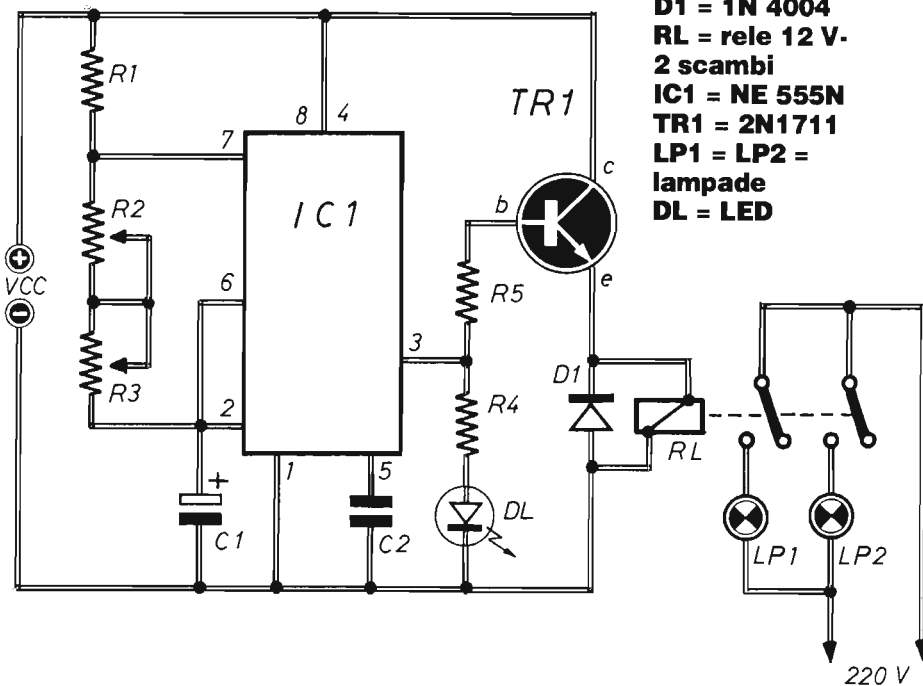 D1 = 1N 4004
RL = rele 12 V-
2 scambi
IC1 = NE 555N
TR1 = 2N1711
LP1 = LP2 =
lampade
DL = LED
R1
8 4
TR1
7
c
R2
IC1
b
VCC
6
R5
e
3
R3
D1
R4
2
RL
1
5
+
DL
C1
C2
LP1
LP2
220 V